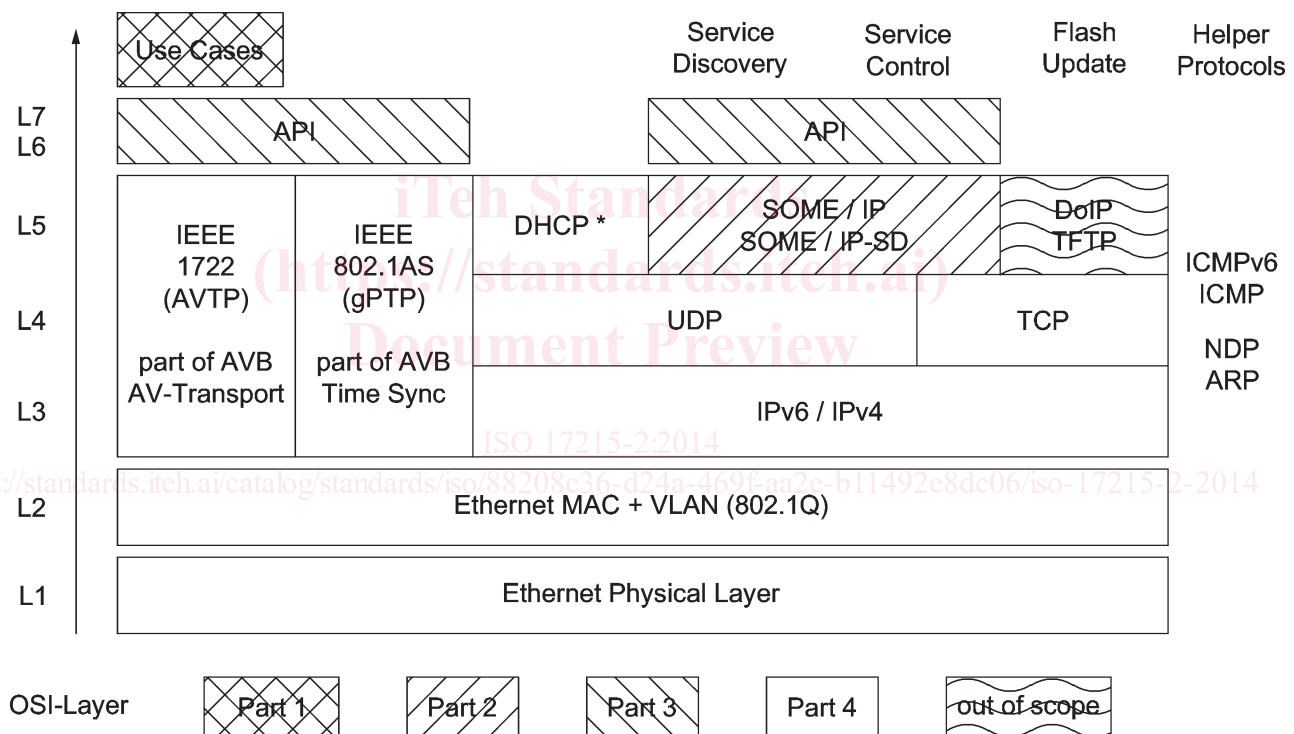 Use Cases
Service
Discovery
Service
Control
Flash
Update
Helper
Protocols
L7
L6
API
API
L5
IEEE
1722
(AVTP)
part of AVB
AV-Transport
IEEE
802.1AS
(gPTP)
part of AVB
Time Sync
DHCP *
SOME / IP
SOME / IP-SD
DoIP
TFTP
ICMPv6
ICMP
NDP
ARP
L4
UDP
TCP
L3
IPv6 / IPv4
L2
Ethernet MAC + VLAN (802.1Q)
L1
Ethernet Physical Layer
OSI-Layer
Part 1
Part 2
Part 3
Part 4
out of scope
iTeh Standards
(https://standards.iteh.ai)
Document Preview
ISO 17215-2:2014
://standards.iteh.ai/catalog/standards/iso/88208c36-d24a-469f-aa2e-b11492e8dc06/iso-17215-2-2014